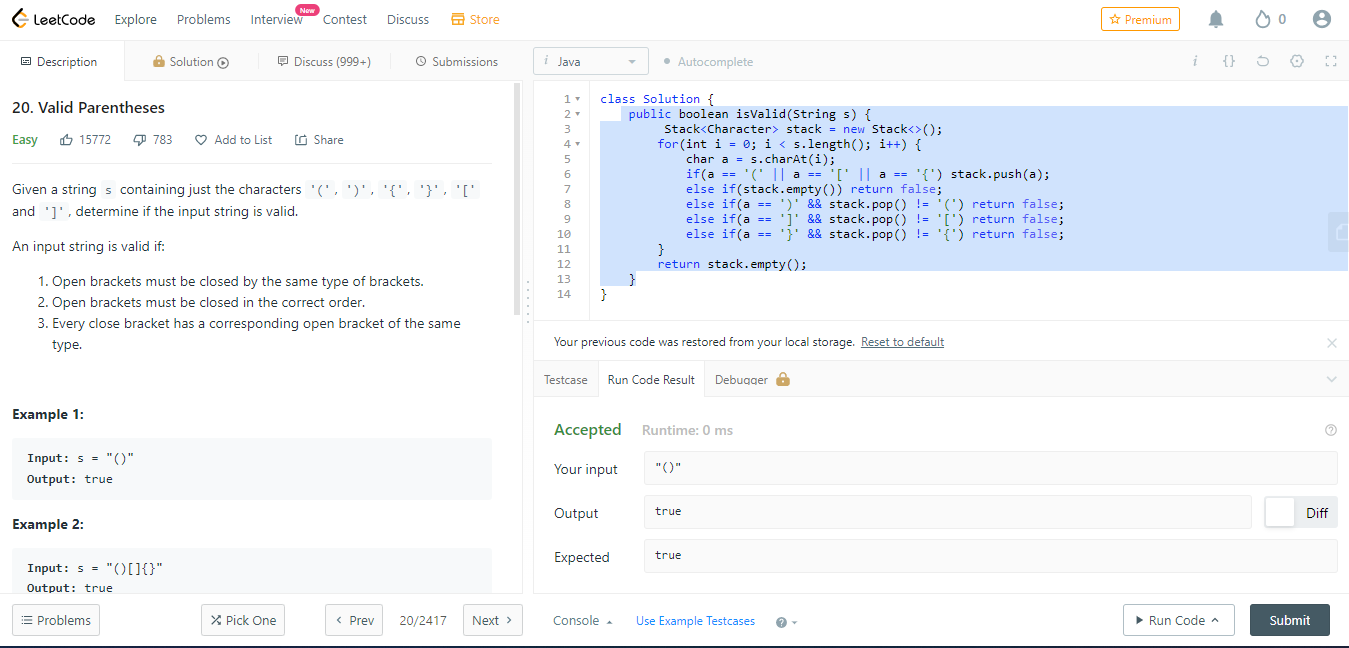 LeetCode Explore Problems Interview New Contest Discuss Store Premium 0
Description Solution Discuss (999+) Submissions i Java Autocomplete i {}
20. Valid Parentheses
Easy 15772 783 Add to List Share
Given a string s containing just the characters '(', ')', '{', '}', '['
and ']', determine if the input string is valid.
An input string is valid if:
1. Open brackets must be closed by the same type of brackets.
2. Open brackets must be closed in the correct order.
3. Every close bracket has a corresponding open bracket of the same
type.
Example 1:
Input: s = "()"
Output: true
Example 2:
Input: s = "()[]{}"
Output: true
1 class Solution {
2 public boolean isValid(String s) {
3 Stack<Character> stack = new Stack<>();
4 for(int i = 0; i < s.length(); i++) {
5 char a = s.charAt(i);
6 if(a == '(' || a == '[' || a == '{') stack.push(a);
7 else if(stack.empty()) return false;
8 else if(a == ')' && stack.pop() != '(') return false;
9 else if(a == ']' && stack.pop() != '[') return false;
10 else if(a == '}' && stack.pop() != '{') return false;
11 }
12 return stack.empty();
13 }
14 }
Your previous code was restored from your local storage. Reset to default
Testcase Run Code Result Debugger
Accepted Runtime: 0 ms
Your input "()"
Output true Diff
Expected true
Problems Pick One Prev 20/2417 Next Console Use Example Testcases Run Code Submit